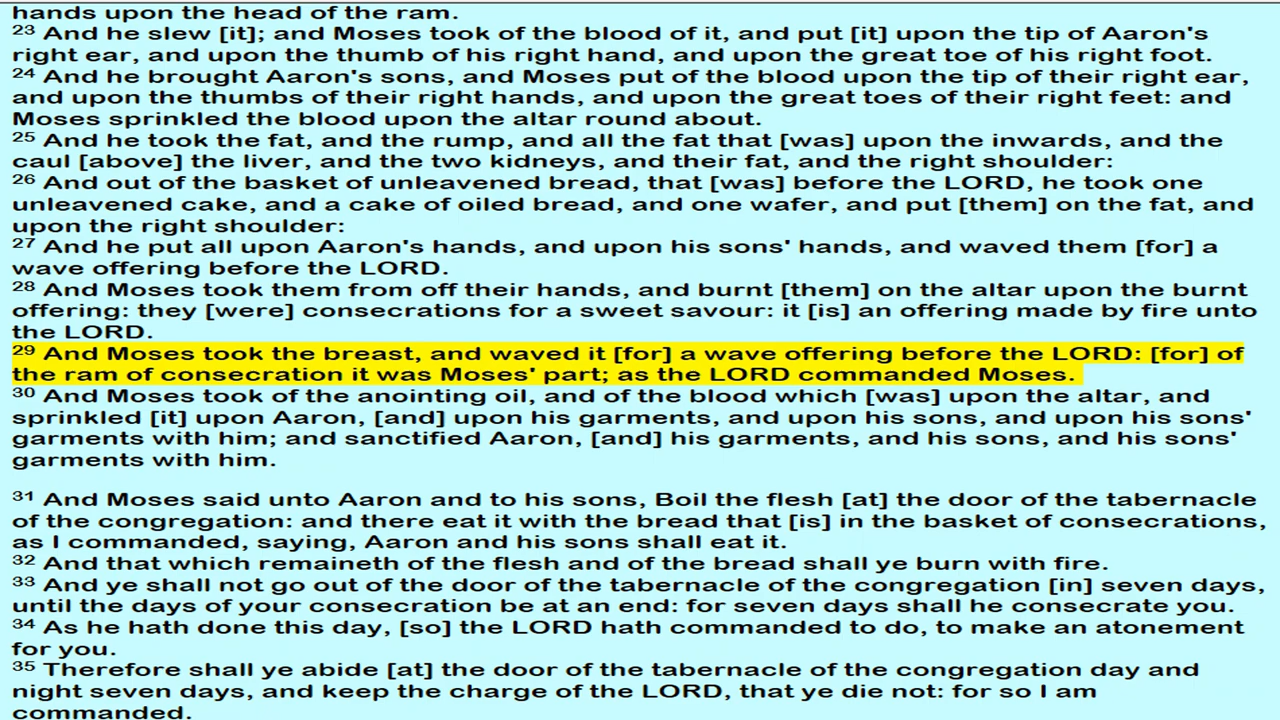 hands upon the head of the ram.
23 And he slew [it]; and Moses took of the blood of it, and put [it] upon the tip of Aaron's
right ear, and upon the thumb of his right hand, and upon the great toe of his right foot.
24 And he brought Aaron's sons, and Moses put of the blood upon the tip of their right ear,
and upon the thumbs of their right hands, and upon the great toes of their right feet: and
Moses sprinkled the blood upon the altar round about.
25 And he took the fat, and the rump, and all the fat that [was] upon the inwards, and the
caul [above] the liver, and the two kidneys, and their fat, and the right shoulder:
26 And out of the basket of unleavened bread, that [was] before the LORD, he took one
unleavened cake, and a cake of oiled bread, and one wafer, and put [them] on the fat, and
upon the right shoulder:
27 And he put all upon Aaron's hands, and upon his sons' hands, and waved them [for] a
wave offering before the LORD.
28 And Moses took them from off their hands, and burnt [them] on the altar upon the burnt
offering: they [were] consecrations for a sweet savour: it [is] an offering made by fire unto
the LORD.
29 And Moses took the breast, and waved it [for] a wave offering before the LORD: [for] of
the ram of consecration it was Moses' part; as the LORD commanded Moses.
30 And Moses took of the anointing oil, and of the blood which [was] upon the altar, and
sprinkled [it] upon Aaron, [and] upon his garments, and upon his sons, and upon his sons'
garments with him; and sanctified Aaron, [and] his garments, and his sons, and his sons'
garments with him.
31 And Moses said unto Aaron and to his sons, Boil the flesh [at] the door of the tabernacle
of the congregation: and there eat it with the bread that [is] in the basket of consecrations,
as I commanded, saying, Aaron and his sons shall eat it.
32 And that which remaineth of the flesh and of the bread shall ye burn with fire.
33 And ye shall not go out of the door of the tabernacle of the congregation [in] seven days,
until the days of your consecration be at an end: for seven days shall he consecrate you.
34 As he hath done this day, [so] the LORD hath commanded to do, to make an atonement
for you.
35 Therefore shall ye abide [at] the door of the tabernacle of the congregation day and
night seven days, and keep the charge of the LORD, that ye die not: for so I am
commanded.